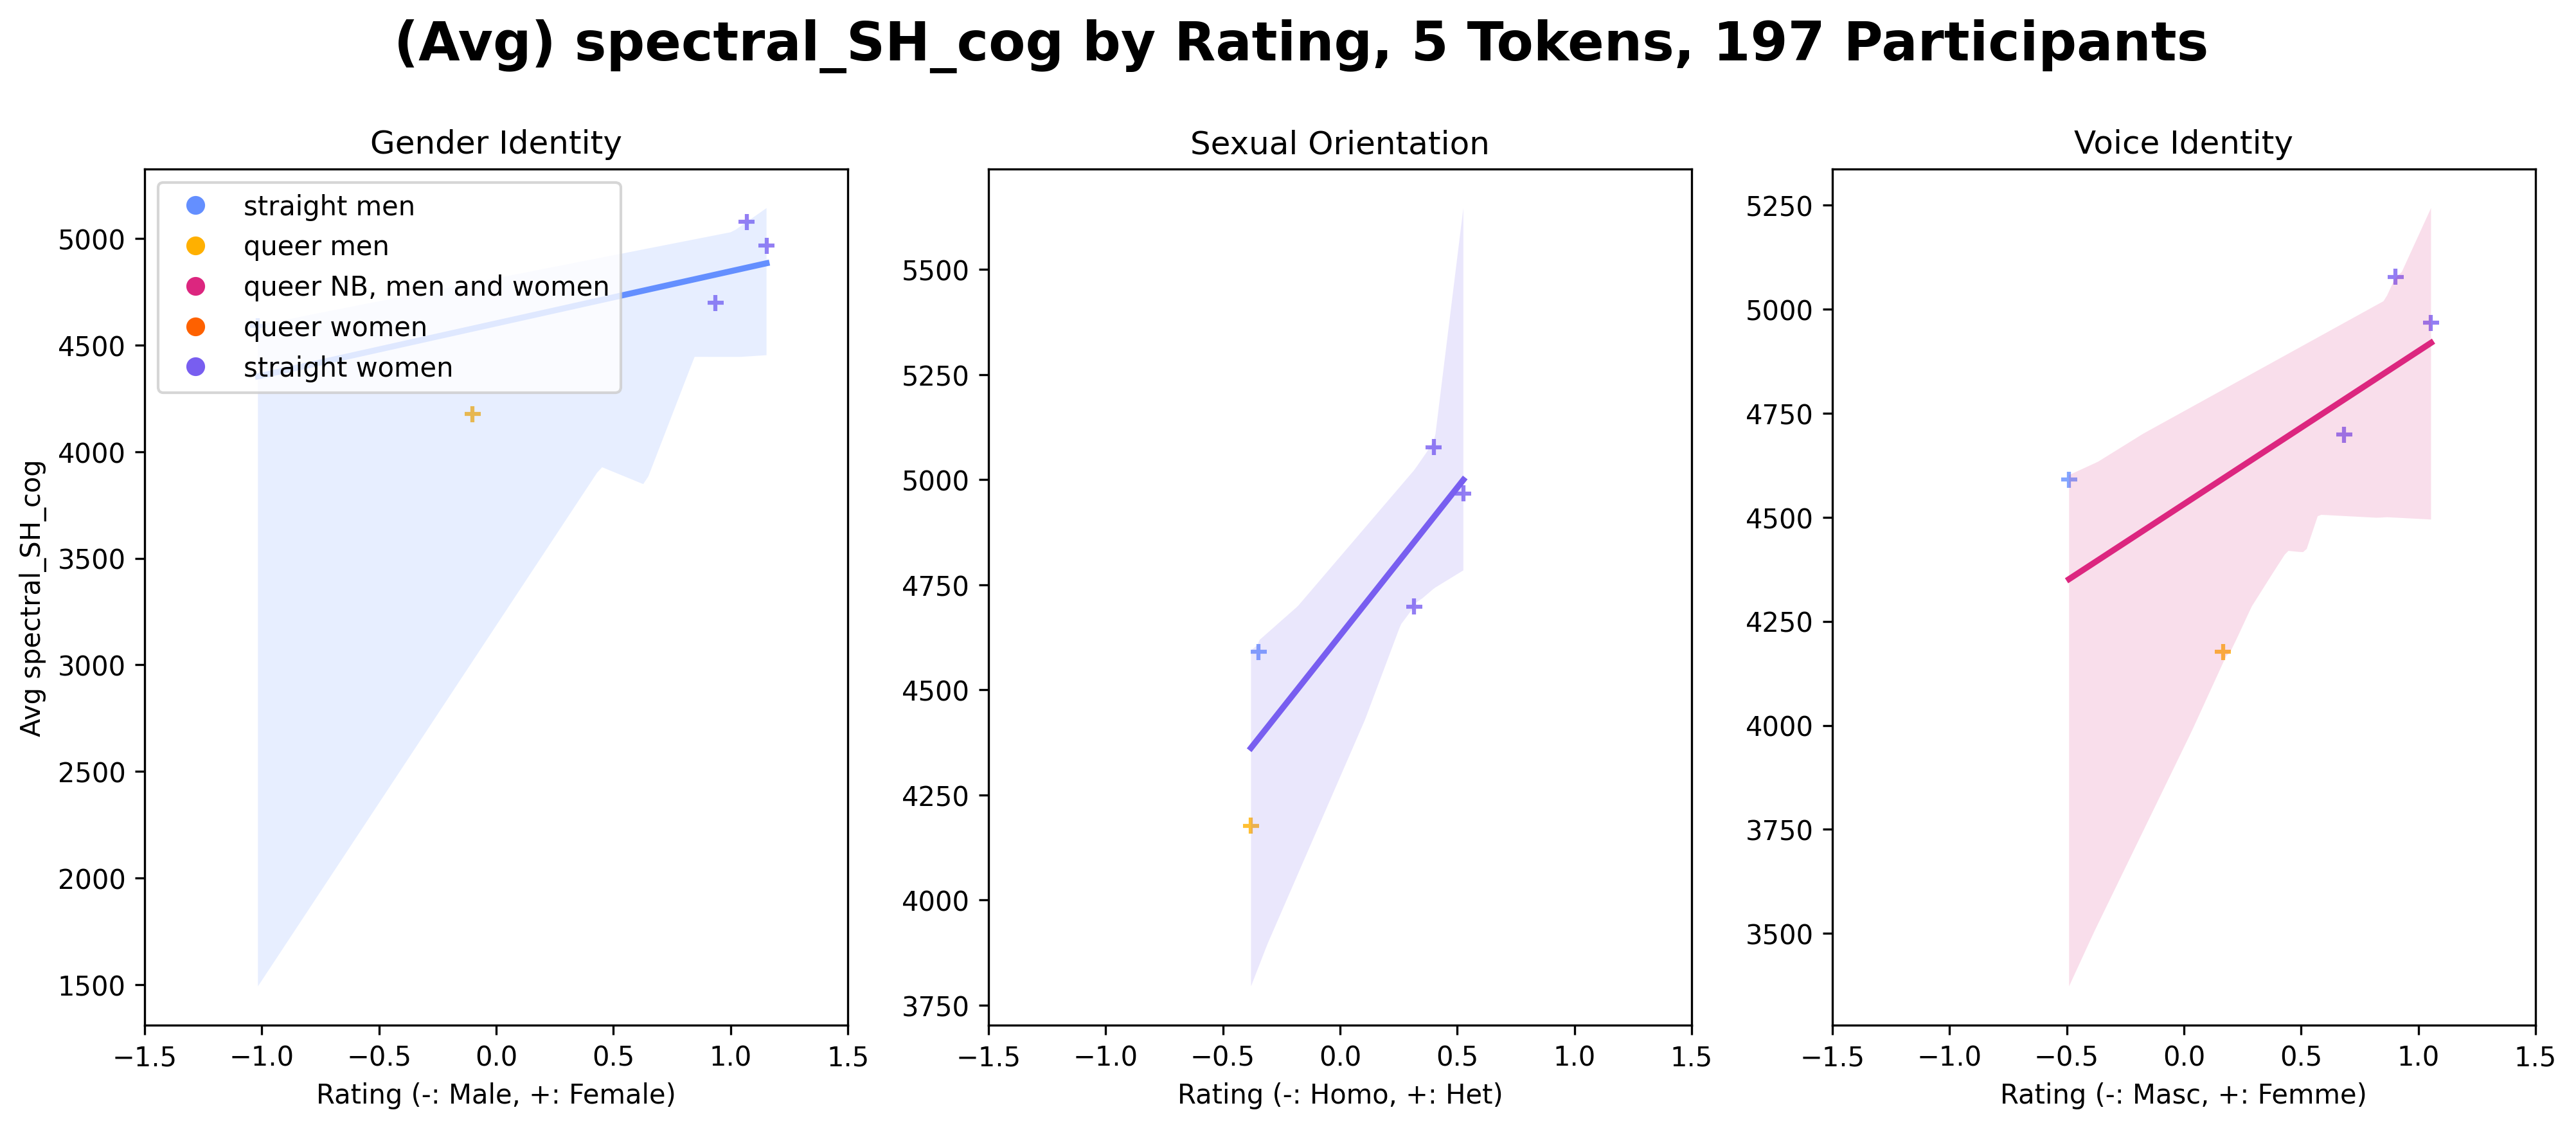 (Avg) spectral_SH_cog by Rating, 5 Tokens, 197 Participants
Gender Identity
straight men
queer men
queer NB, men and women
queer women
straight women
5000
4500
4000
3500
3000
2500
2000
1500
Avg spectral_SH_cog
−1.5 −1.0 −0.5 0.0 0.5 1.0 1.5
Rating (-: Male, +: Female)
Sexual Orientation
5500
5250
5000
4750
4500
4250
4000
3750
−1.5 −1.0 −0.5 0.0 0.5 1.0 1.5
Rating (-: Homo, +: Het)
Voice Identity
5250
5000
4750
4500
4250
4000
3750
3500
−1.5 −1.0 −0.5 0.0 0.5 1.0 1.5
Rating (-: Masc, +: Femme)